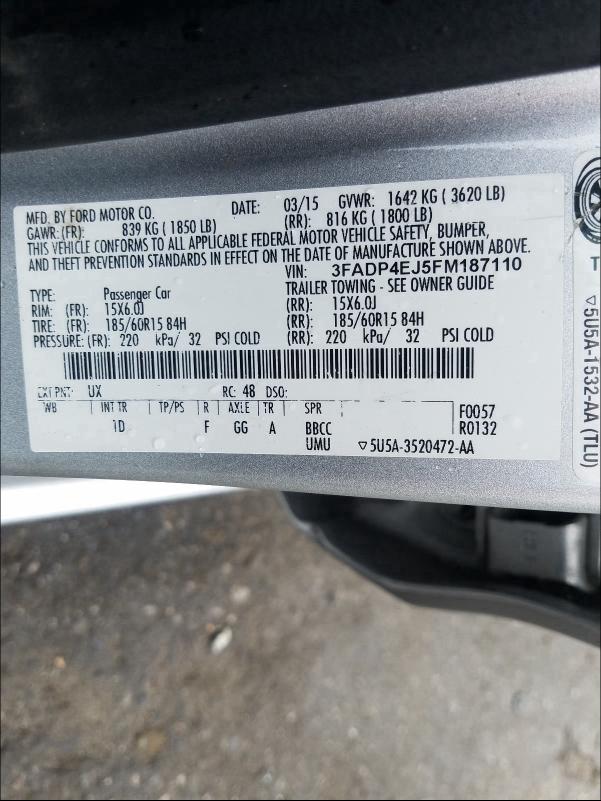 MFD. BY FORD MOTOR CO. DATE: 03/15 GVWR: 1642 KG ( 3620 LB)
GAWR: (FR): 839 KG ( 1850 LB) (RR): 816 KG ( 1800 LB)
THIS VEHICLE CONFORMS TO ALL APPLICABLE FEDERAL MOTOR VEHICLE SAFETY, BUMPER,
AND THEFT PREVENTION STANDARDS IN EFFECT ON THE DATE OF MANUFACTURE SHOWN ABOVE.
VIN: 3FADP4EJ5FM187110
TYPE: Passenger Car TRAILER TOWING - SEE OWNER GUIDE
RIM: (FR): 15X6.0J (RR): 15X6.0J
TIRE: (FR): 185/60R15 84H (RR): 185/60R15 84H
PRESSURE: (FR): 220 kPa/ 32 PSI COLD (RR): 220 kPa/ 32 PSI COLD
EXT PNT: UX RC: 48 DSO:
WB INT TR TP/PS R AXLE TR SPR F0057
1D F GG A BBCC R0132
UMU ▽5U5A-3520472-AA
▽5U5A-1532-AA (TLU)